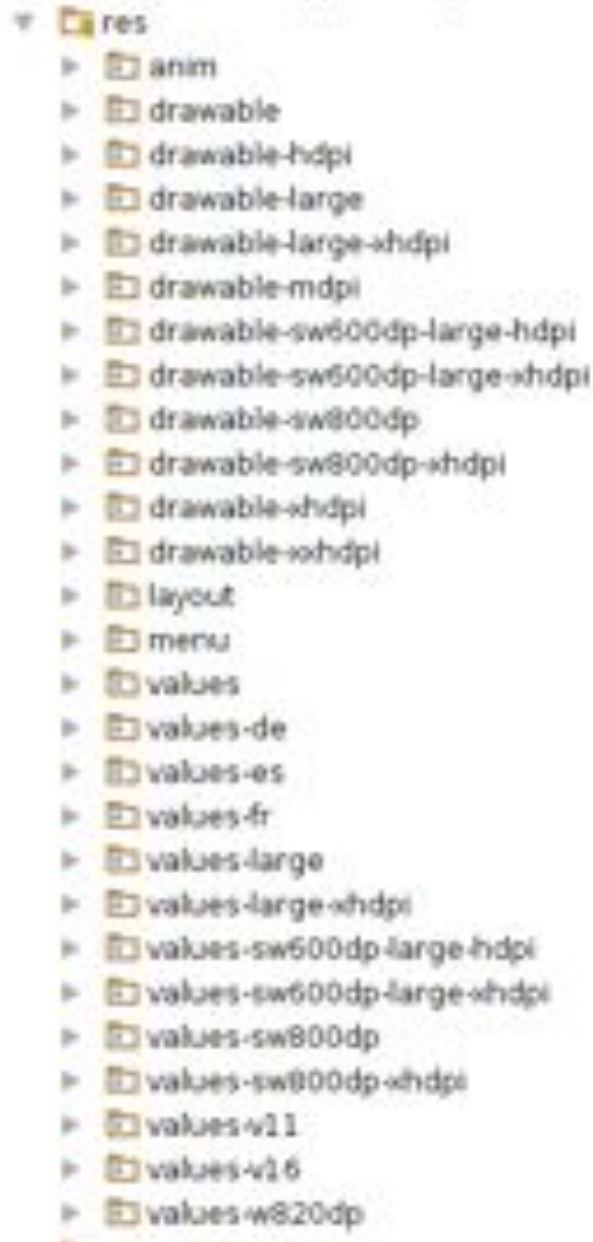 res
anim
drawable
drawable-hdpi
drawable-large
drawable-large-xhdpi
drawable-mdpi
drawable-sw600dp-large-hdpi
drawable-sw600dp-large-xhdpi
drawable-sw800dp
drawable-sw800dp-xhdpi
drawable-xhdpi
drawable-xxhdpi
layout
menu
values
values-de
values-es
values-fr
values-large
values-large-xhdpi
values-sw600dp-large-hdpi
values-sw600dp-large-xhdpi
values-sw800dp
values-sw800dp-xhdpi
values-v11
values-v16
values-w820dp